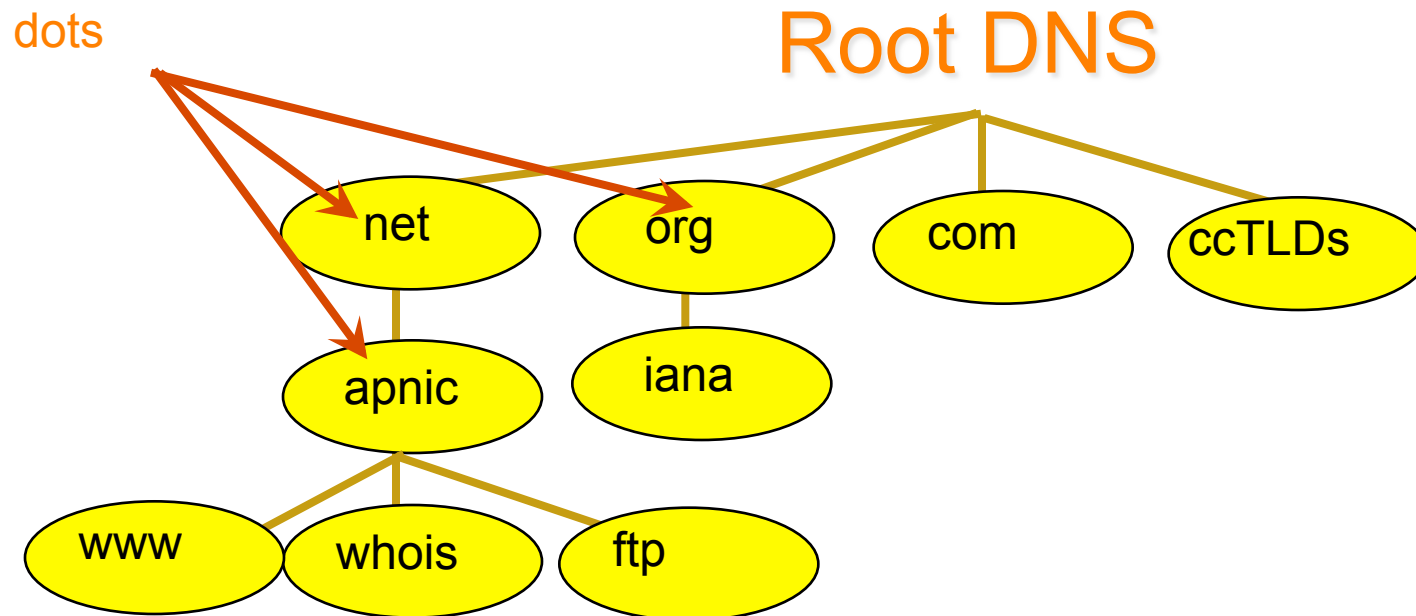 dots
Root DNS
net
org
com
ccTLDs
apnic
iana
www
whois
ftp